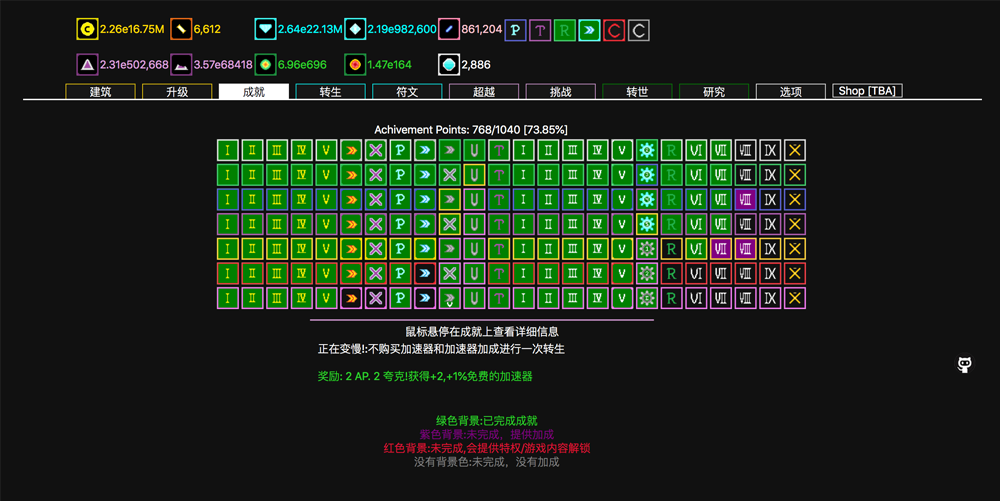 2.26e16.75M 6,612 2.64e22.13M 2.19e982,600 861,204 P T R C C
2.31e502,668 3.57e68418 6.96e696 1.47e164 2,886
建筑 升级 成就 转生 符文 超越 挑战 转世 研究 选项 Shop [TBA]
Achivement Points: 768/1040 [73.85%]
鼠标悬停在成就上查看详细信息
正在变慢!:不购买加速器和加速器加成进行一次转生
奖励: 2 AP. 2 夸克!获得+2,+1%免费的加速器
绿色背景:已完成成就
紫色背景:未完成，提供加成
红色背景:未完成,会提供特权/游戏内容解锁
没有背景色:未完成，没有加成